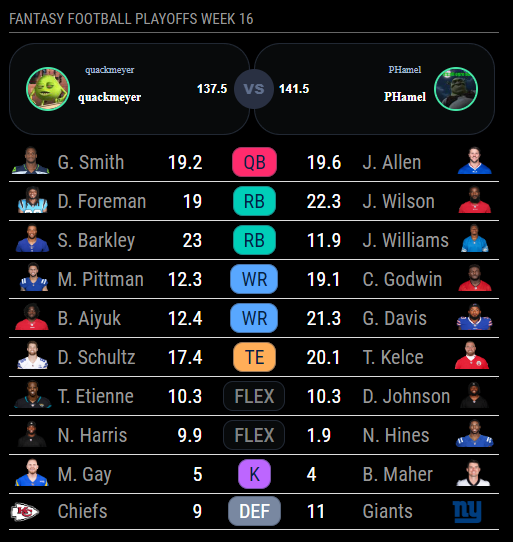 FANTASY FOOTBALL PLAYOFFS WEEK 16
quackmeyer
quackmeyer
137.5 VS 141.5
PHamel
PHamel
G. Smith 19.2 QB 19.6 J. Allen
D. Foreman 19 RB 22.3 J. Wilson
S. Barkley 23 RB 11.9 J. Williams
M. Pittman 12.3 WR 19.1 C. Godwin
B. Aiyuk 12.4 WR 21.3 G. Davis
D. Schultz 17.4 TE 20.1 T. Kelce
T. Etienne 10.3 FLEX 10.3 D. Johnson
N. Harris 9.9 FLEX 1.9 N. Hines
M. Gay 5 K 4 B. Maher
Chiefs 9 DEF 11 Giants
KC
ny